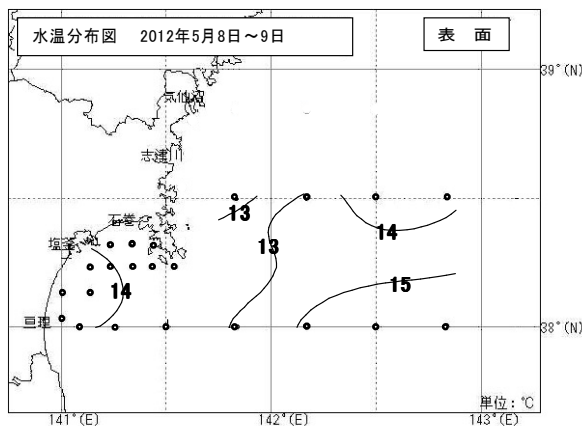 水温分布図 2012年5月8日～9日
表 面
39°(N)
気仙沼
志津川
石巻
塩釜
亘理
13
13
14
14
15
38°(N)
単位：℃
141°(E)
142°(E)
143°(E)